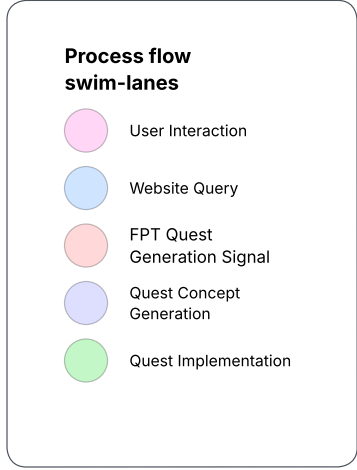 Process flow
swim-lanes
User Interaction
Website Query
FPT Quest
Generation Signal
Quest Concept
Generation
Quest Implementation